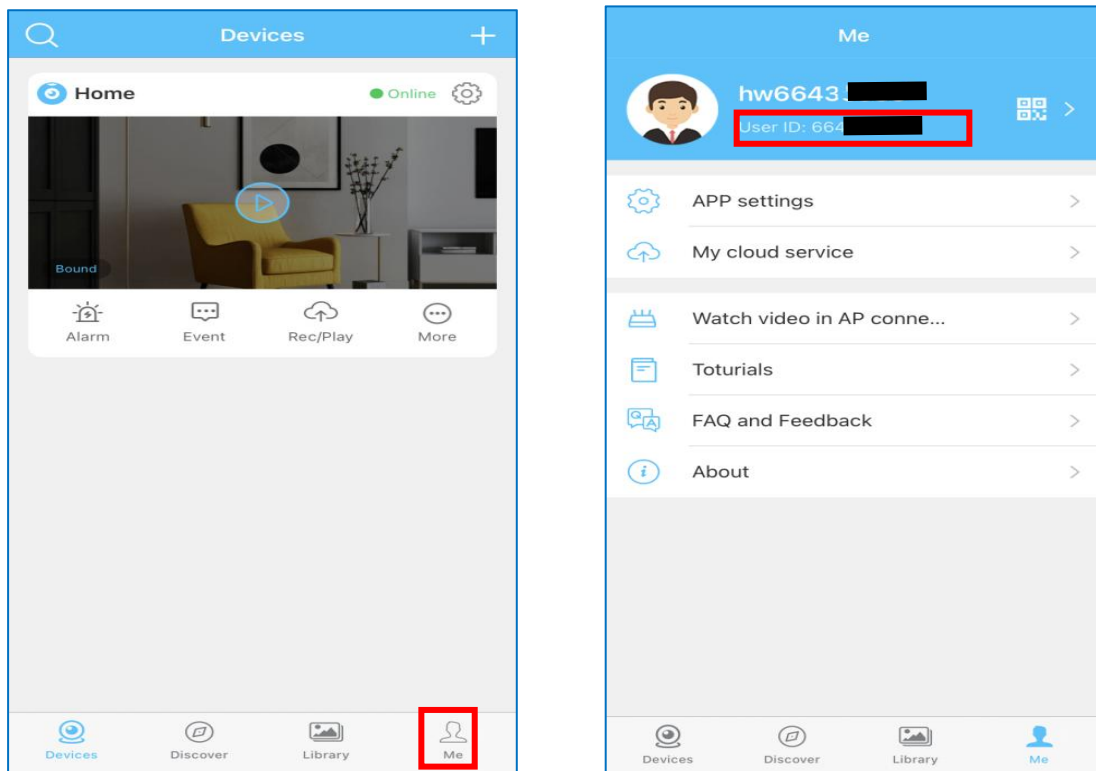 Devices
Home
Online
Bound
Alarm
Event
Rec/Play
More
Devices
Discover
Library
Me
Me
hw6643
User ID: 664
APP settings
My cloud service
Watch video in AP conne...
Toturials
FAQ and Feedback
About
Devices
Discover
Library
Me